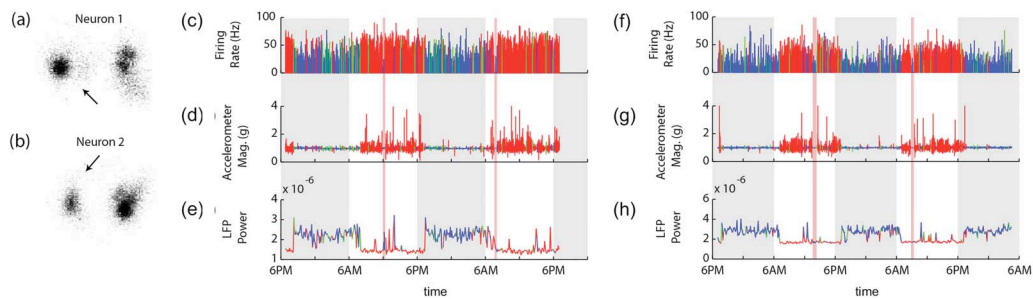 (a)
Neuron 1
(b)
Neuron 2
(c)
Firing
Rate (Hz)
100
50
0
(d)
Accelerometer
Mag. (g)
4
2
0
(e)
LFP
Power
x 10-6
4
3
2
1
6PM 6AM 6PM 6AM 6PM
time
(f)
Firing
Rate (Hz)
100
50
0
(g)
Accelerometer
Mag. (g)
4
2
0
(h)
LFP
Power
x 10-6
6
4
2
0
6PM 6AM 6PM 6AM 6PM 6AM
time